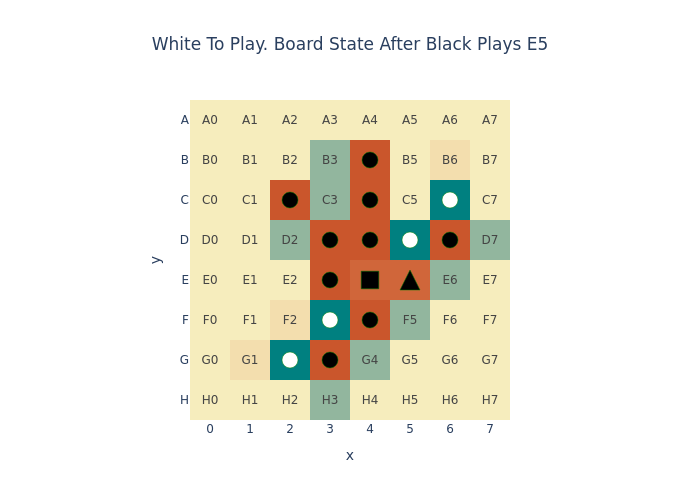 White To Play. Board State After Black Plays E5
A A0 A1 A2 A3 A4 A5 A6 A7
B B0 B1 B2 B3 B5 B6 B7
C C0 C1 C3 C5 C7
D D0 D1 D2 D7
E E0 E1 E2 E6 E7
F F0 F1 F2 F5 F6 F7
G G0 G1 G4 G5 G6 G7
H H0 H1 H2 H3 H4 H5 H6 H7
0 1 2 3 4 5 6 7
x
y